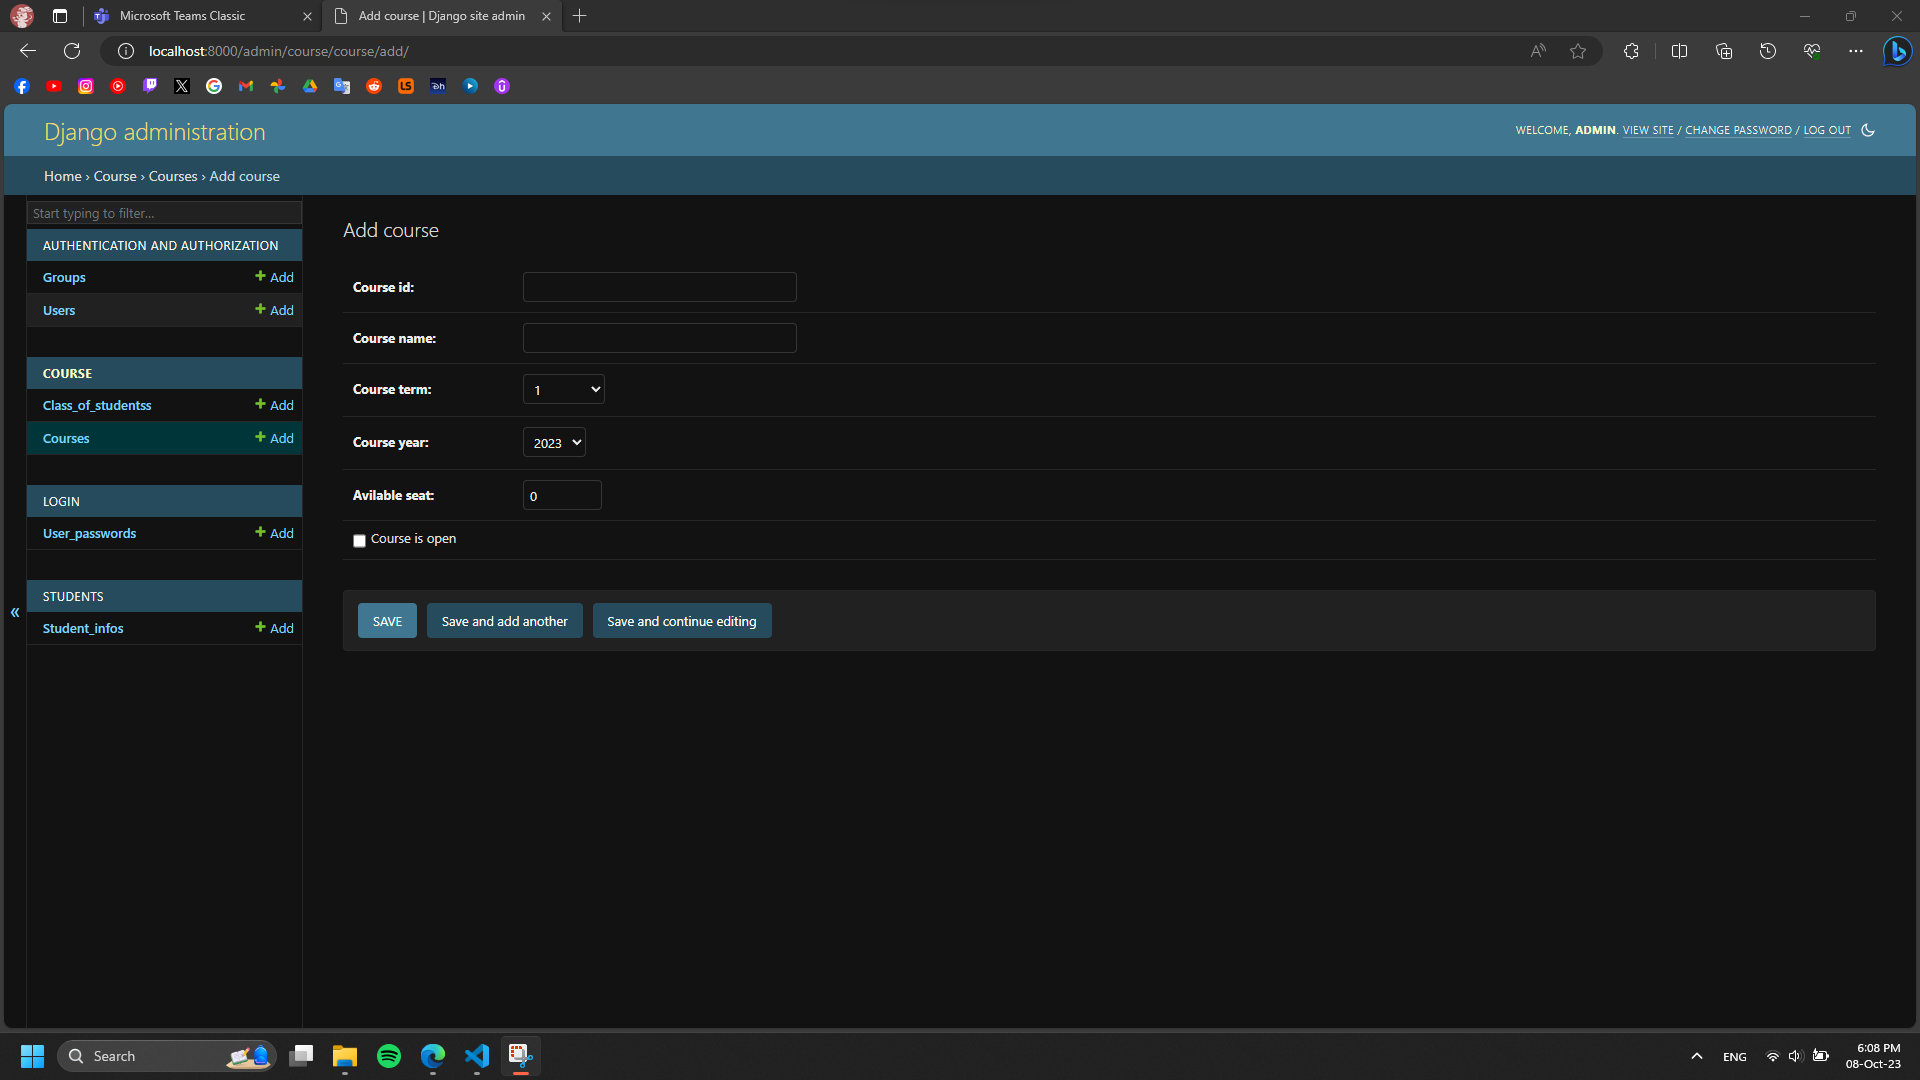 Microsoft Teams Classic
Add course | Django site admin
localhost:8000/admin/course/course/add/
Django administration
WELCOME, ADMIN. VIEW SITE / CHANGE PASSWORD / LOG OUT
Home › Course › Courses › Add course
Start typing to filter...
AUTHENTICATION AND AUTHORIZATION
Groups + Add
Users + Add
COURSE
Class_of_studentss + Add
Courses + Add
LOGIN
User_passwords + Add
STUDENTS
Student_infos + Add
«
Add course
Course id:
Course name:
Course term: 1
Course year: 2023
Avilable seat: 0
Course is open
SAVE
Save and add another
Save and continue editing
Search
ENG
6:08 PM
08-Oct-23